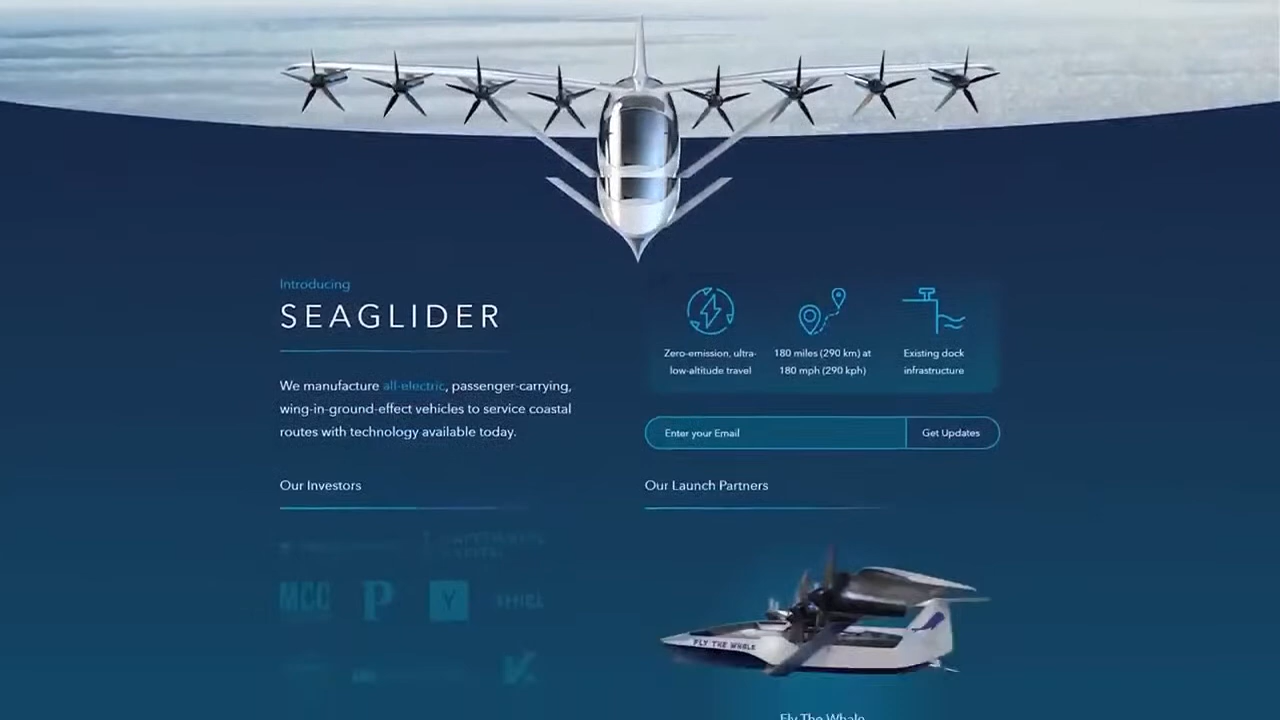 Introducing
SEAGLIDER
We manufacture all-electric, passenger-carrying,
wing-in-ground-effect vehicles to service coastal
routes with technology available today.
Zero-emission, ultra-
low-altitude travel
180 miles (290 km) at
180 mph (290 kph)
Existing dock
infrastructure
Enter your Email
Get Updates
Our Investors
MCC
P
Y
Our Launch Partners
FLY THE WHALE
Fly The Whale